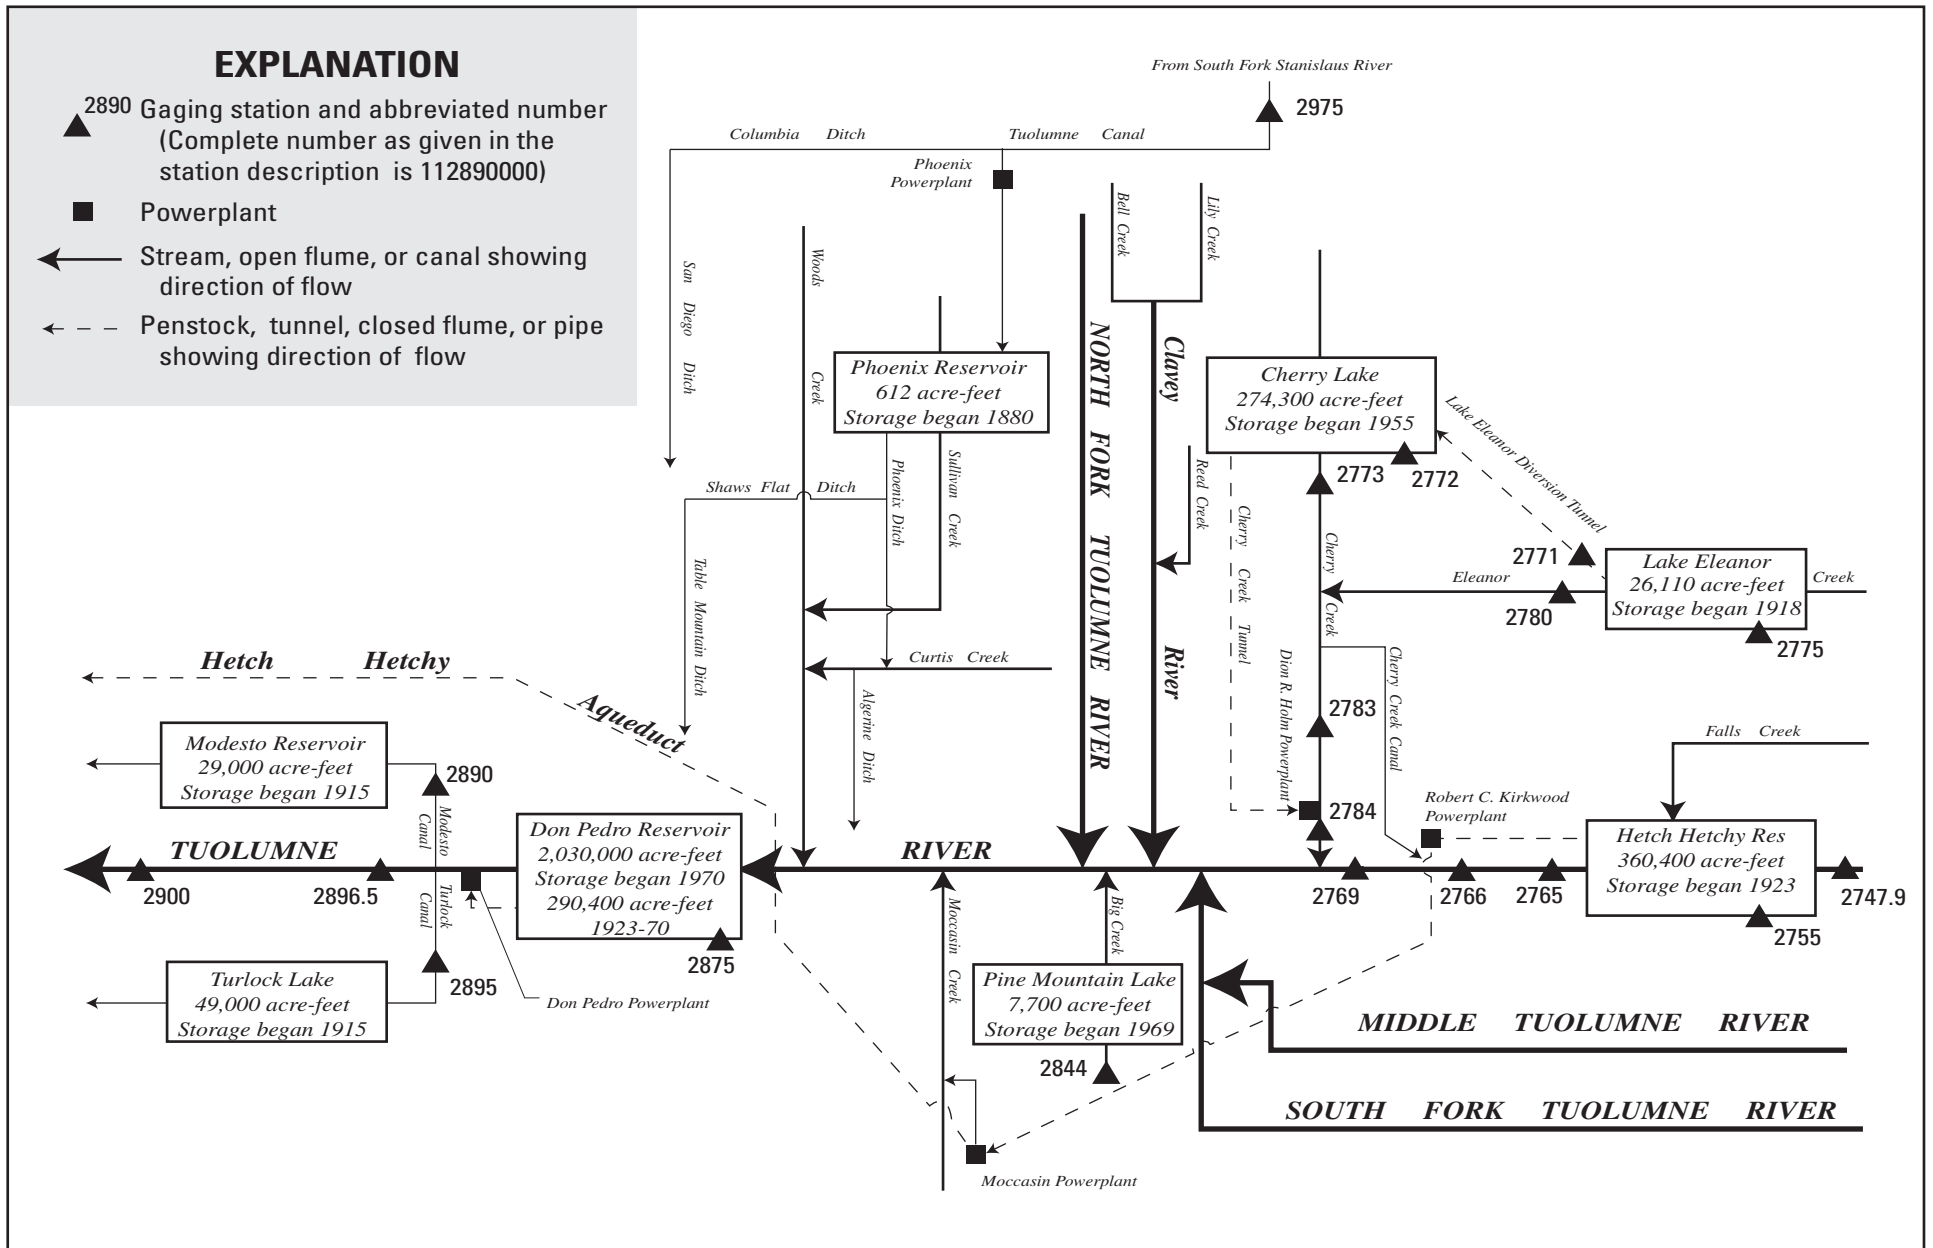 EXPLANATION
2890 Gaging station and abbreviated number
(Complete number as given in the
station description is 112890000)
Powerplant
Stream, open flume, or canal showing
direction of flow
Penstock, tunnel, closed flume, or pipe
showing direction of flow
From South Fork Stanislaus River
2975
Columbia Ditch
Tuolumne Canal
Phoenix
Powerplant
San Diego Ditch
Woods Creek
Bell Creek
Lily Creek
Phoenix Reservoir
612 acre-feet
Storage began 1880
NORTH FORK TUOLUMNE RIVER
Clavey River
Cherry Lake
274,300 acre-feet
Storage began 1955
2773
2772
Lake Eleanor Diversion Tunnel
Reed Creek
Shaws Flat Ditch
Phoenix Ditch
Sullivan Creek
Cherry Creek Tunnel
Cherry Creek
2771
Lake Eleanor
26,110 acre-feet
Storage began 1918
Eleanor Creek
2780
2775
Table Mountain Ditch
Curtis Creek
Algerine Ditch
Hetch Hetchy
Aqueduct
Dion R. Holm Powerplant
2783
Cherry Creek Canal
Falls Creek
Modesto Reservoir
29,000 acre-feet
Storage began 1915
2890
Modesto
Canal
2784
Robert C. Kirkwood
Powerplant
Hetch Hetchy Res
360,400 acre-feet
Storage began 1923
Don Pedro Reservoir
2,030,000 acre-feet
Storage began 1970
290,400 acre-feet
1923-70
TUOLUMNE
RIVER
2900
2896.5
2769
2766
2765
2747.9
2755
2875
Turlock
Canal
Moccasin Creek
Big Creek
Turlock Lake
49,000 acre-feet
Storage began 1915
2895
Don Pedro Powerplant
Pine Mountain Lake
7,700 acre-feet
Storage began 1969
2844
MIDDLE TUOLUMNE RIVER
SOUTH FORK TUOLUMNE RIVER
Moccasin Powerplant